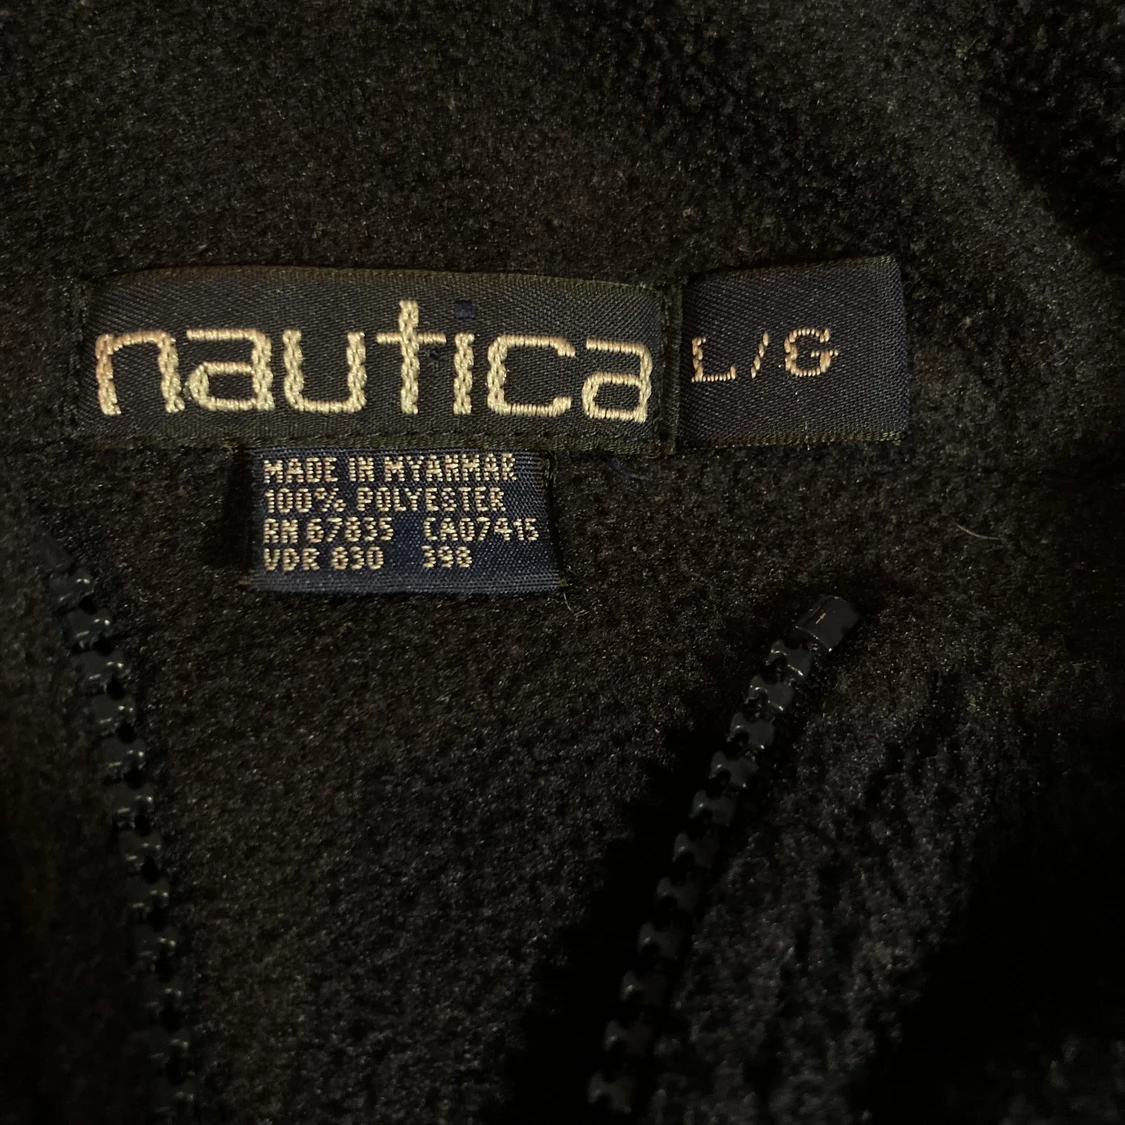 nautica
L/G
MADE IN MYANMAR
100% POLYESTER
RN 67835 CA07415
VDR 830 398